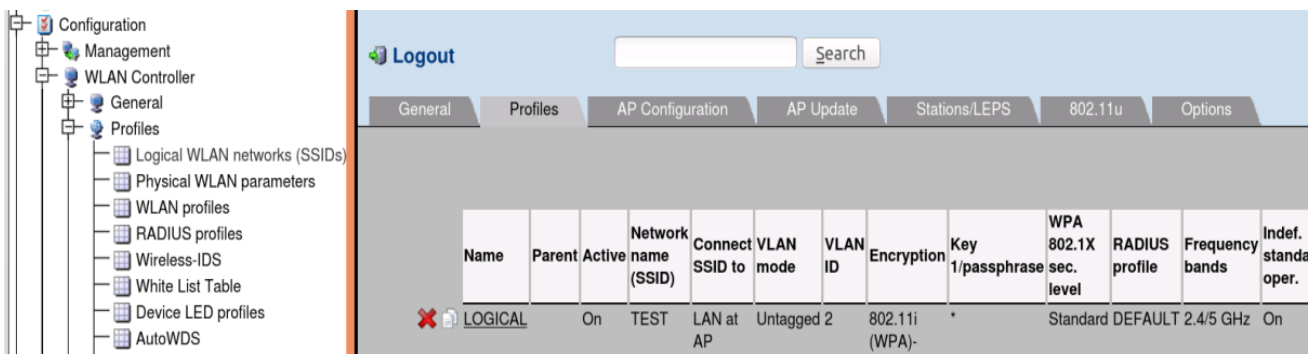 Configuration
Management
WLAN Controller
General
Profiles
Logical WLAN networks (SSIDs)
Physical WLAN parameters
WLAN profiles
RADIUS profiles
Wireless-IDS
White List Table
Device LED profiles
AutoWDS
Logout
Search
General Profiles AP Configuration AP Update Stations/LEPS 802.11u Options
Name Parent Active Network name (SSID) Connect SSID to VLAN mode VLAN ID Encryption Key 1/passphrase WPA 802.1X sec. level RADIUS profile Frequency bands Indef. standa oper.
LOGICAL On TEST LAN at AP Untagged 2 802.11i (WPA)- * Standard DEFAULT 2.4/5 GHz On